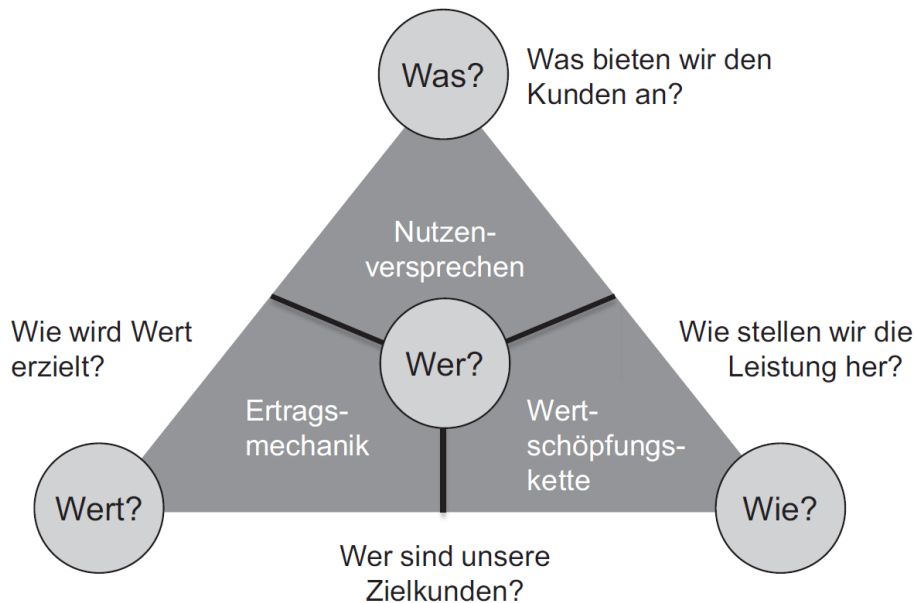 Was?
Was bieten wir den
Kunden an?
Nutzen-
versprechen
Wie wird Wert
erzielt?
Wer?
Wie stellen wir die
Leistung her?
Ertrags-
mechanik
Wert-
schöpfungs-
kette
Wert?
Wie?
Wer sind unsere
Zielkunden?